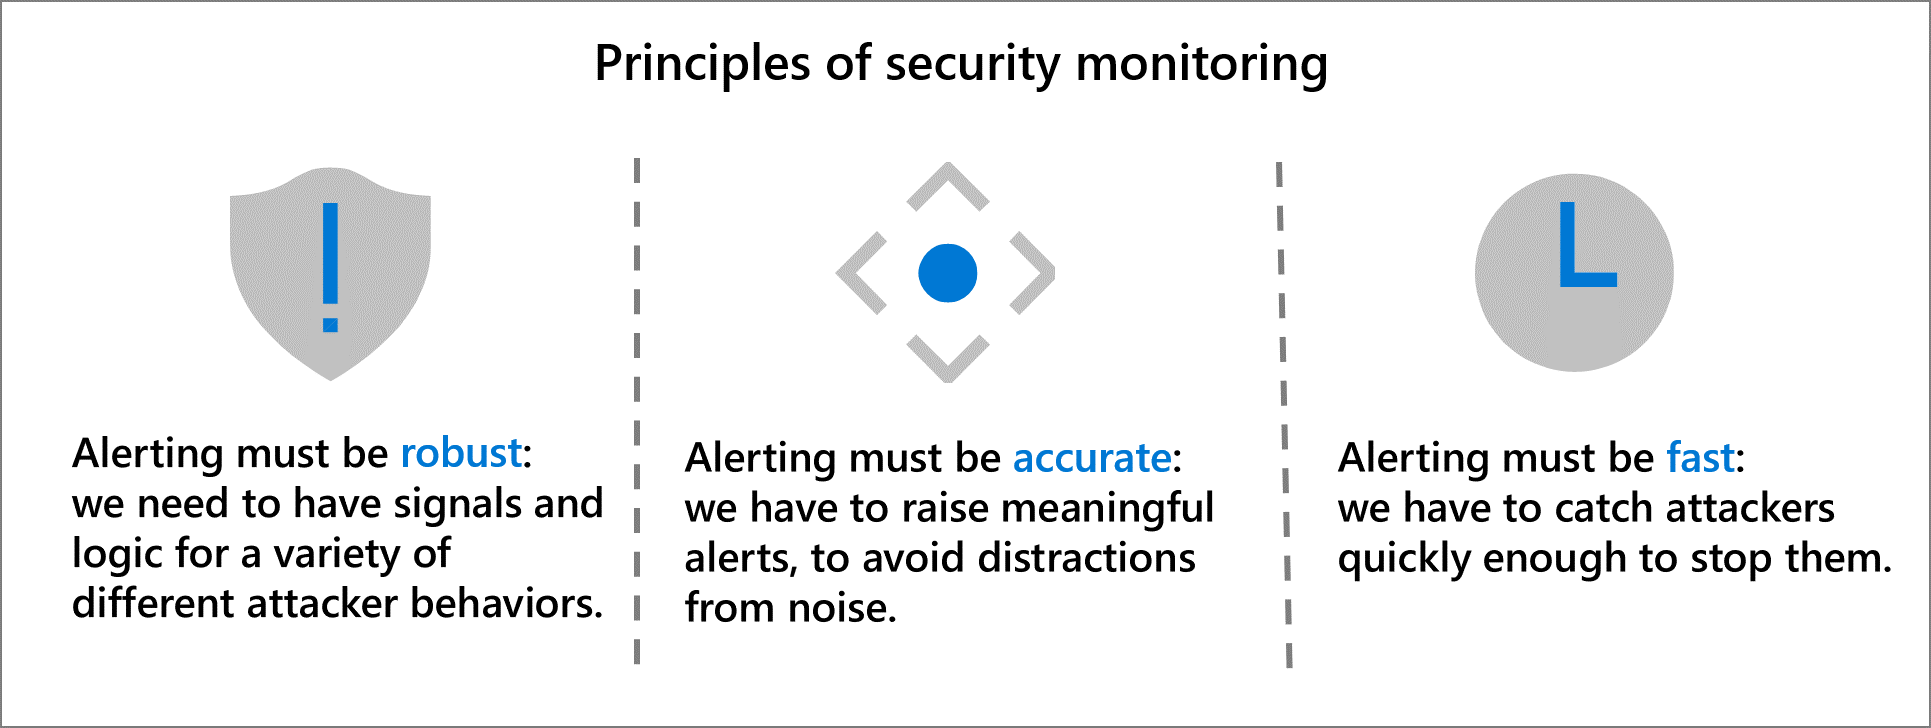 Principles of security monitoring
Alerting must be robust:
we need to have signals and
logic for a variety of
different attacker behaviors.
Alerting must be accurate:
we have to raise meaningful
alerts, to avoid distractions
from noise.
Alerting must be fast:
we have to catch attackers
quickly enough to stop them.